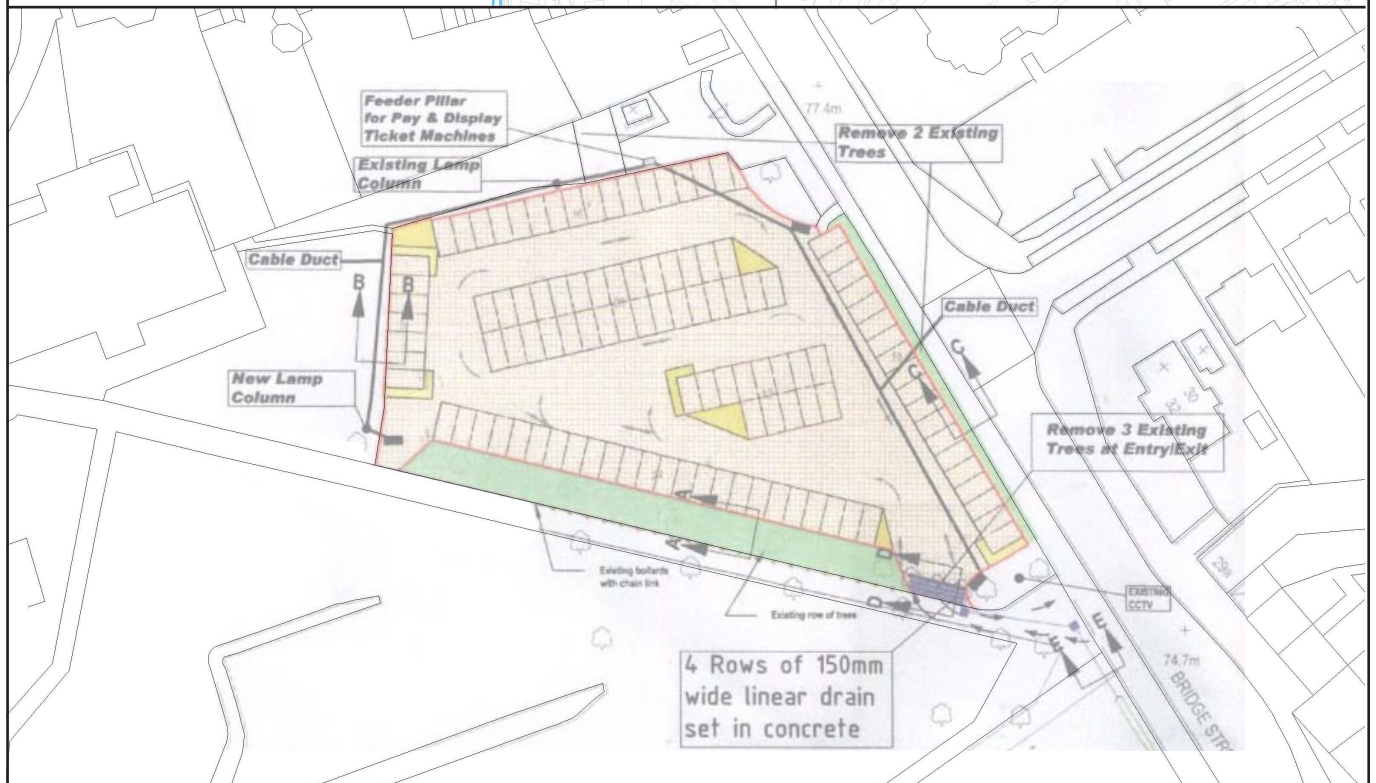 Feeder Pillar
for Pay & Display
Ticket Machines
77.4m
Remove 2 Existing
Trees
Existing Lamp
Column
Cable Duct
B
B
Cable Duct
C
C
New Lamp
Column
30
32
Remove 3 Existing
Trees at Entry/Exit
A
A
D
D
Existing bollards
with chain link
Existing row of trees
EXISTING
CCTV
E
E
29a
74.7m
4 Rows of 150mm
wide linear drain
set in concrete
BRIDGE STR